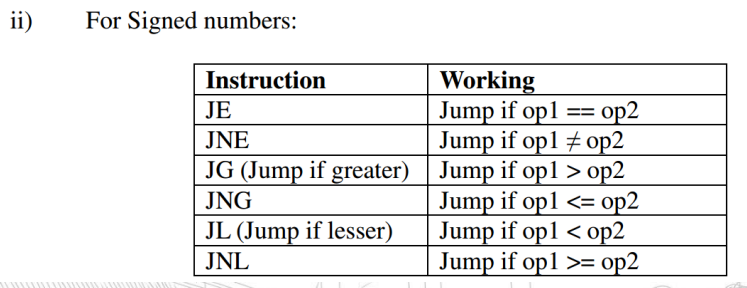 ii) For Signed numbers:
Instruction Working
JE Jump if op1 == op2
JNE Jump if op1 ≠ op2
JG (Jump if greater) Jump if op1 > op2
JNG Jump if op1 <= op2
JL (Jump if lesser) Jump if op1 < op2
JNL Jump if op1 >= op2